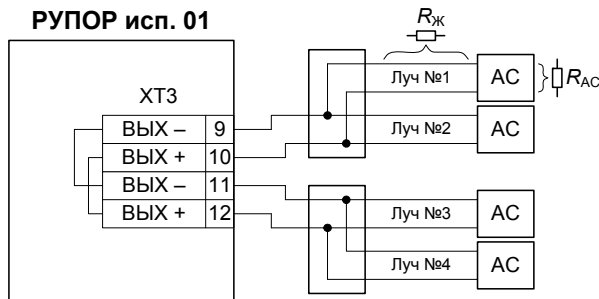 РУПОР исп. 01
RЖ
Луч №1
АС
RАС
ХТ3
ВЫХ – 9
Луч №2
АС
ВЫХ + 10
ВЫХ – 11
ВЫХ + 12
Луч №3
АС
Луч №4
АС